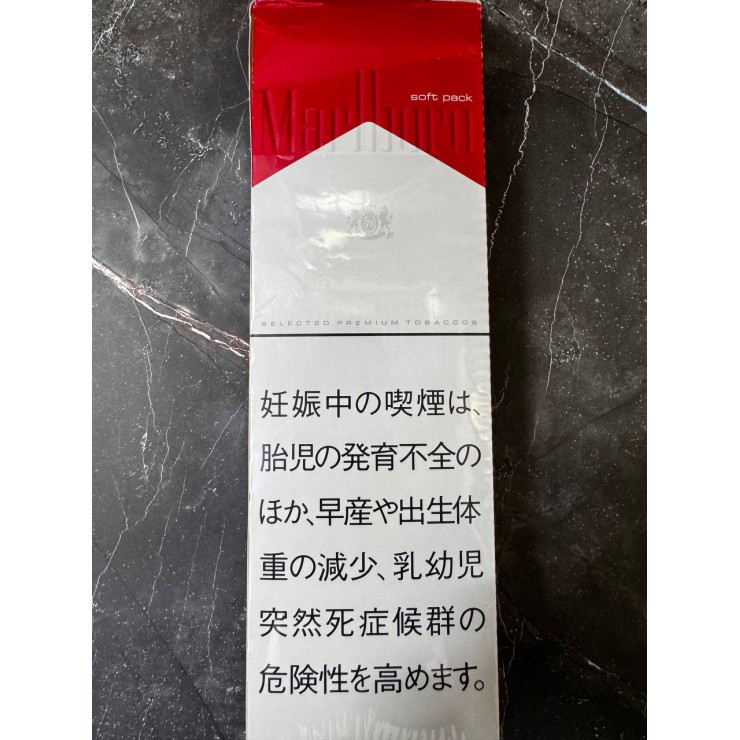 soft pack
Marlboro
SELECTED PREMIUM TOBACCOS
妊娠中の喫煙は、
胎児の発育不全の
ほか、早産や出生体
重の減少、乳幼児
突然死症候群の
危険性を高めます。